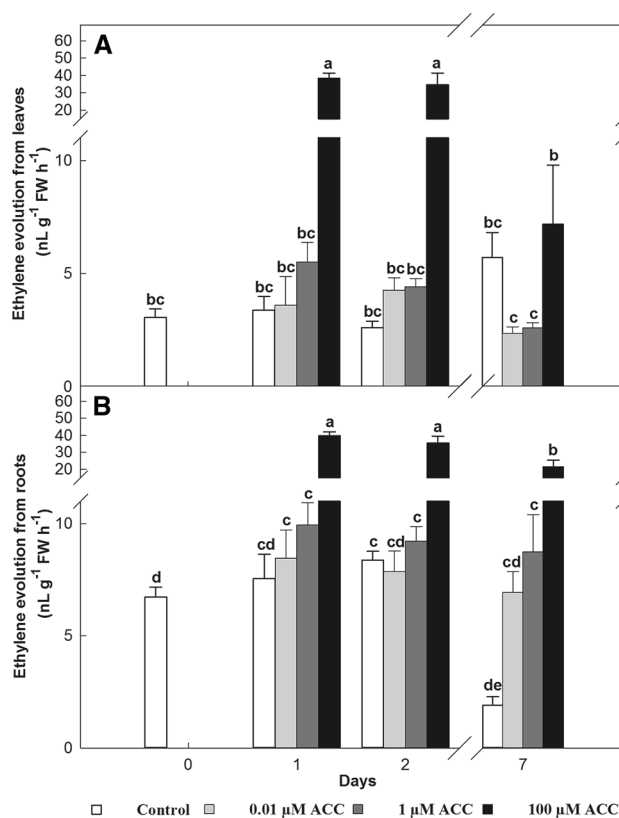 A
Ethylene evolution from leaves
(nL g⁻¹ FW h⁻¹)
60
50
40
30
20
10
5
0
bc
bc
bc
bc
a
bc
bc
bc
a
bc
c
c
b
B
Ethylene evolution from roots
(nL g⁻¹ FW h⁻¹)
60
50
40
30
20
10
5
0
d
cd
c
c
a
c
cd
c
a
de
cd
c
b
0 1 2 7
Days
Control 0.01 µM ACC 1 µM ACC 100 µM ACC